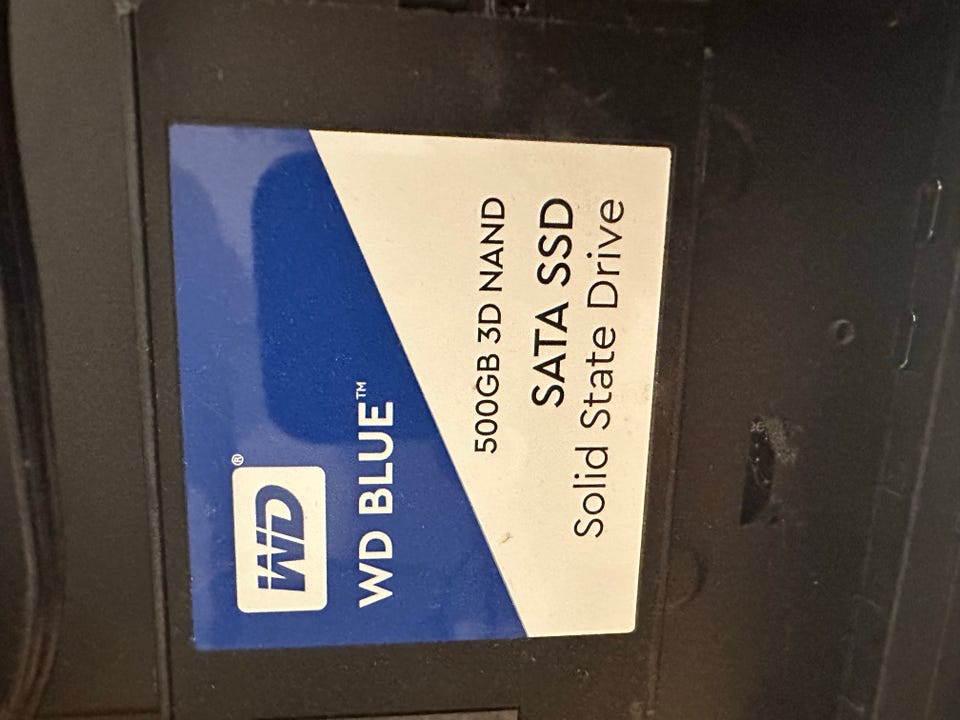 WD®
WD BLUE™
500GB 3D NAND
SATA SSD
Solid State Drive